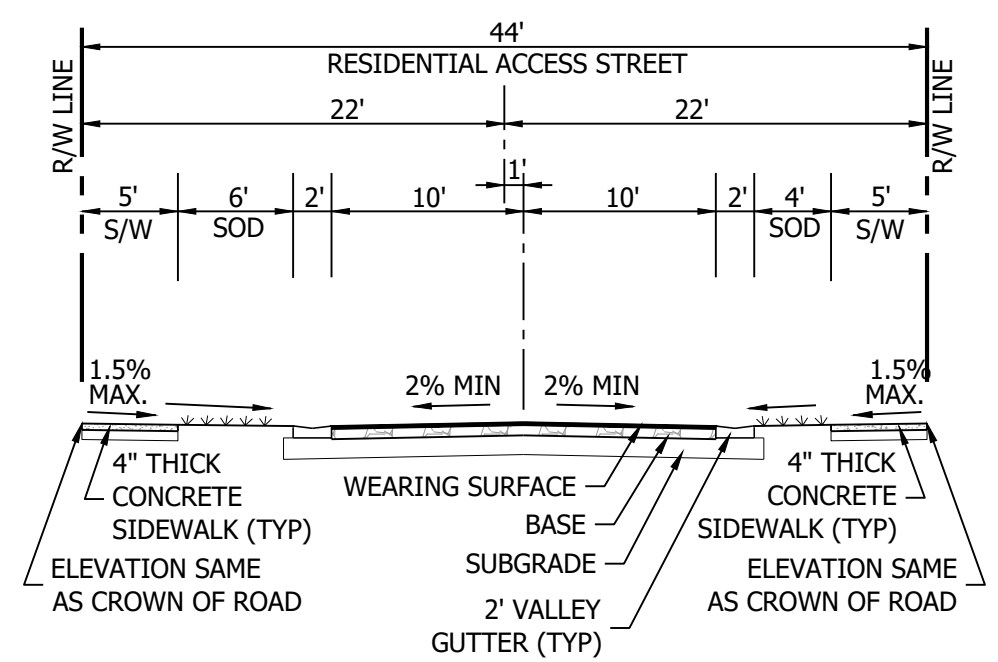 44'
RESIDENTIAL ACCESS STREET
R/W LINE
R/W LINE
22'
22'
1'
5'
6'
2'
10'
10'
2'
4'
5'
S/W
SOD
SOD
S/W
1.5%
MAX.
2% MIN
2% MIN
1.5%
MAX.
4" THICK
CONCRETE
SIDEWALK (TYP)
ELEVATION SAME
AS CROWN OF ROAD
WEARING SURFACE
BASE
SUBGRADE
2' VALLEY
GUTTER (TYP)
4" THICK
CONCRETE
SIDEWALK (TYP)
ELEVATION SAME
AS CROWN OF ROAD